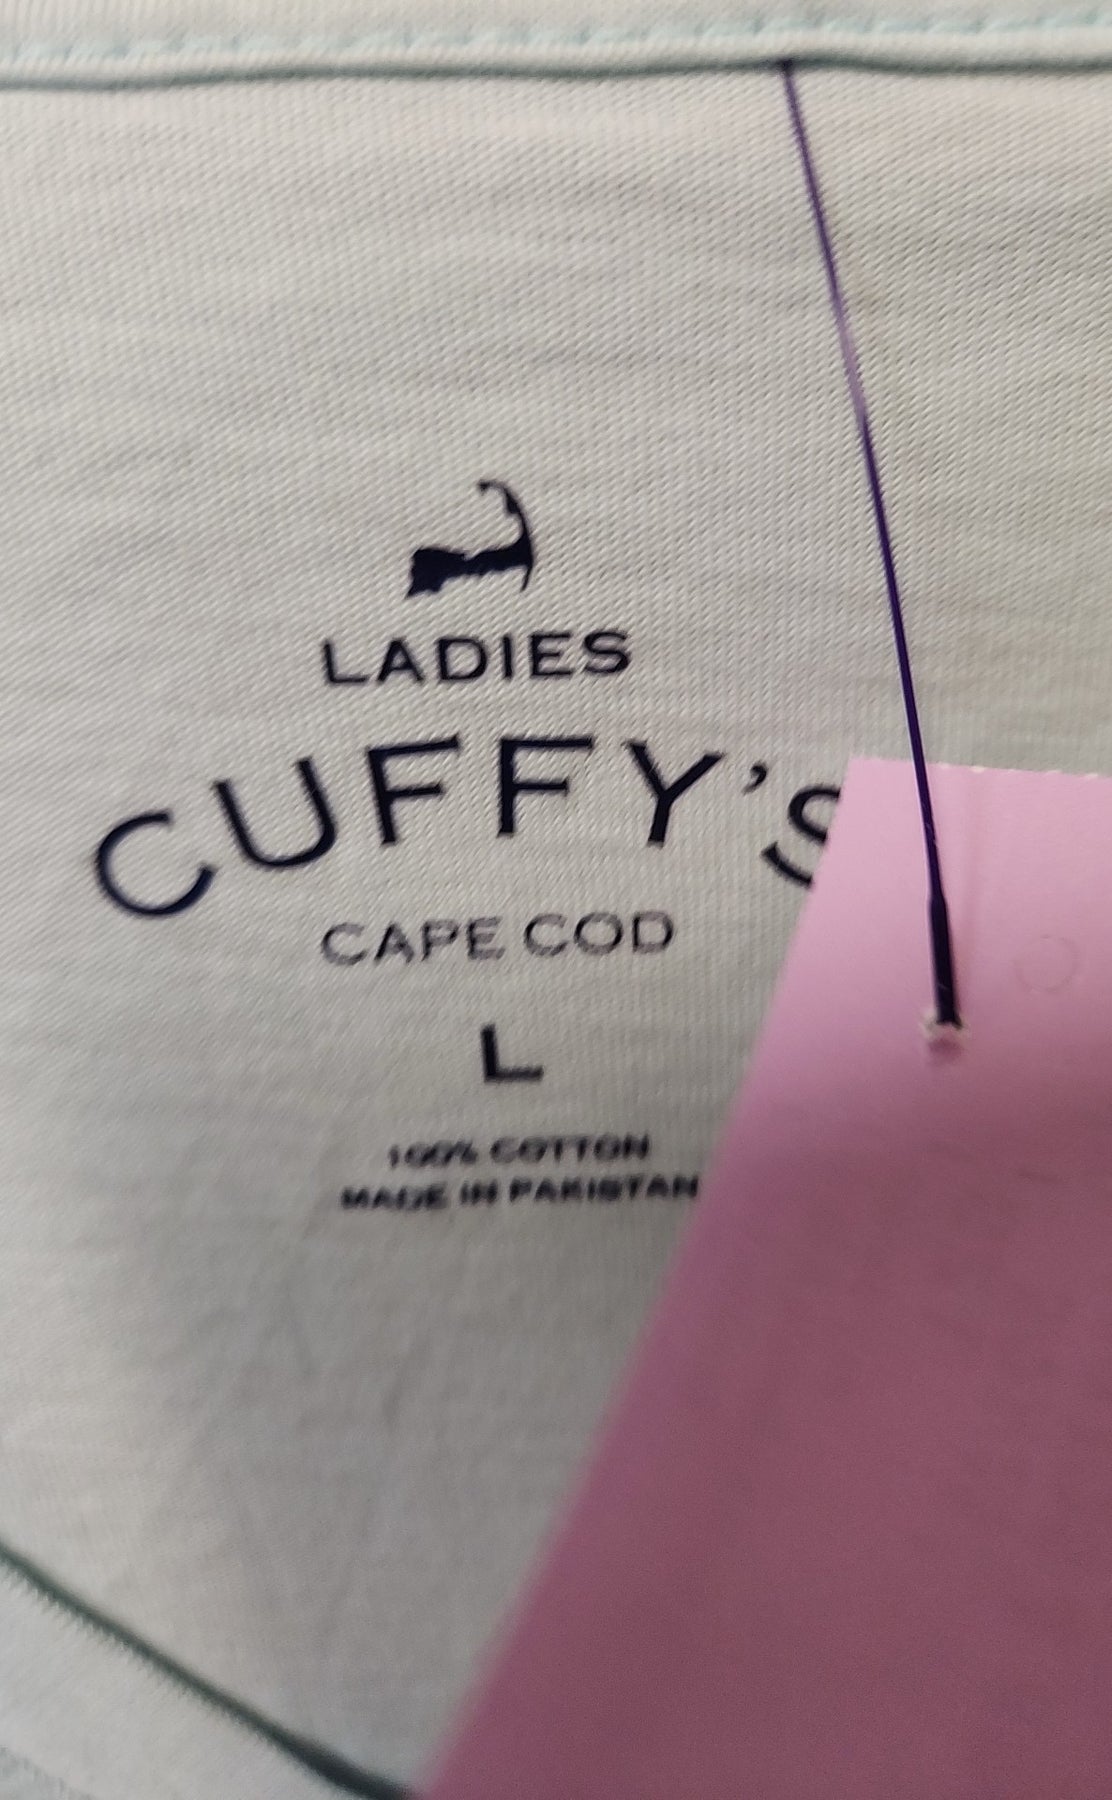 LADIES
CUFFY'S
CAPE COD
L
100% COTTON
MADE IN PAKISTAN